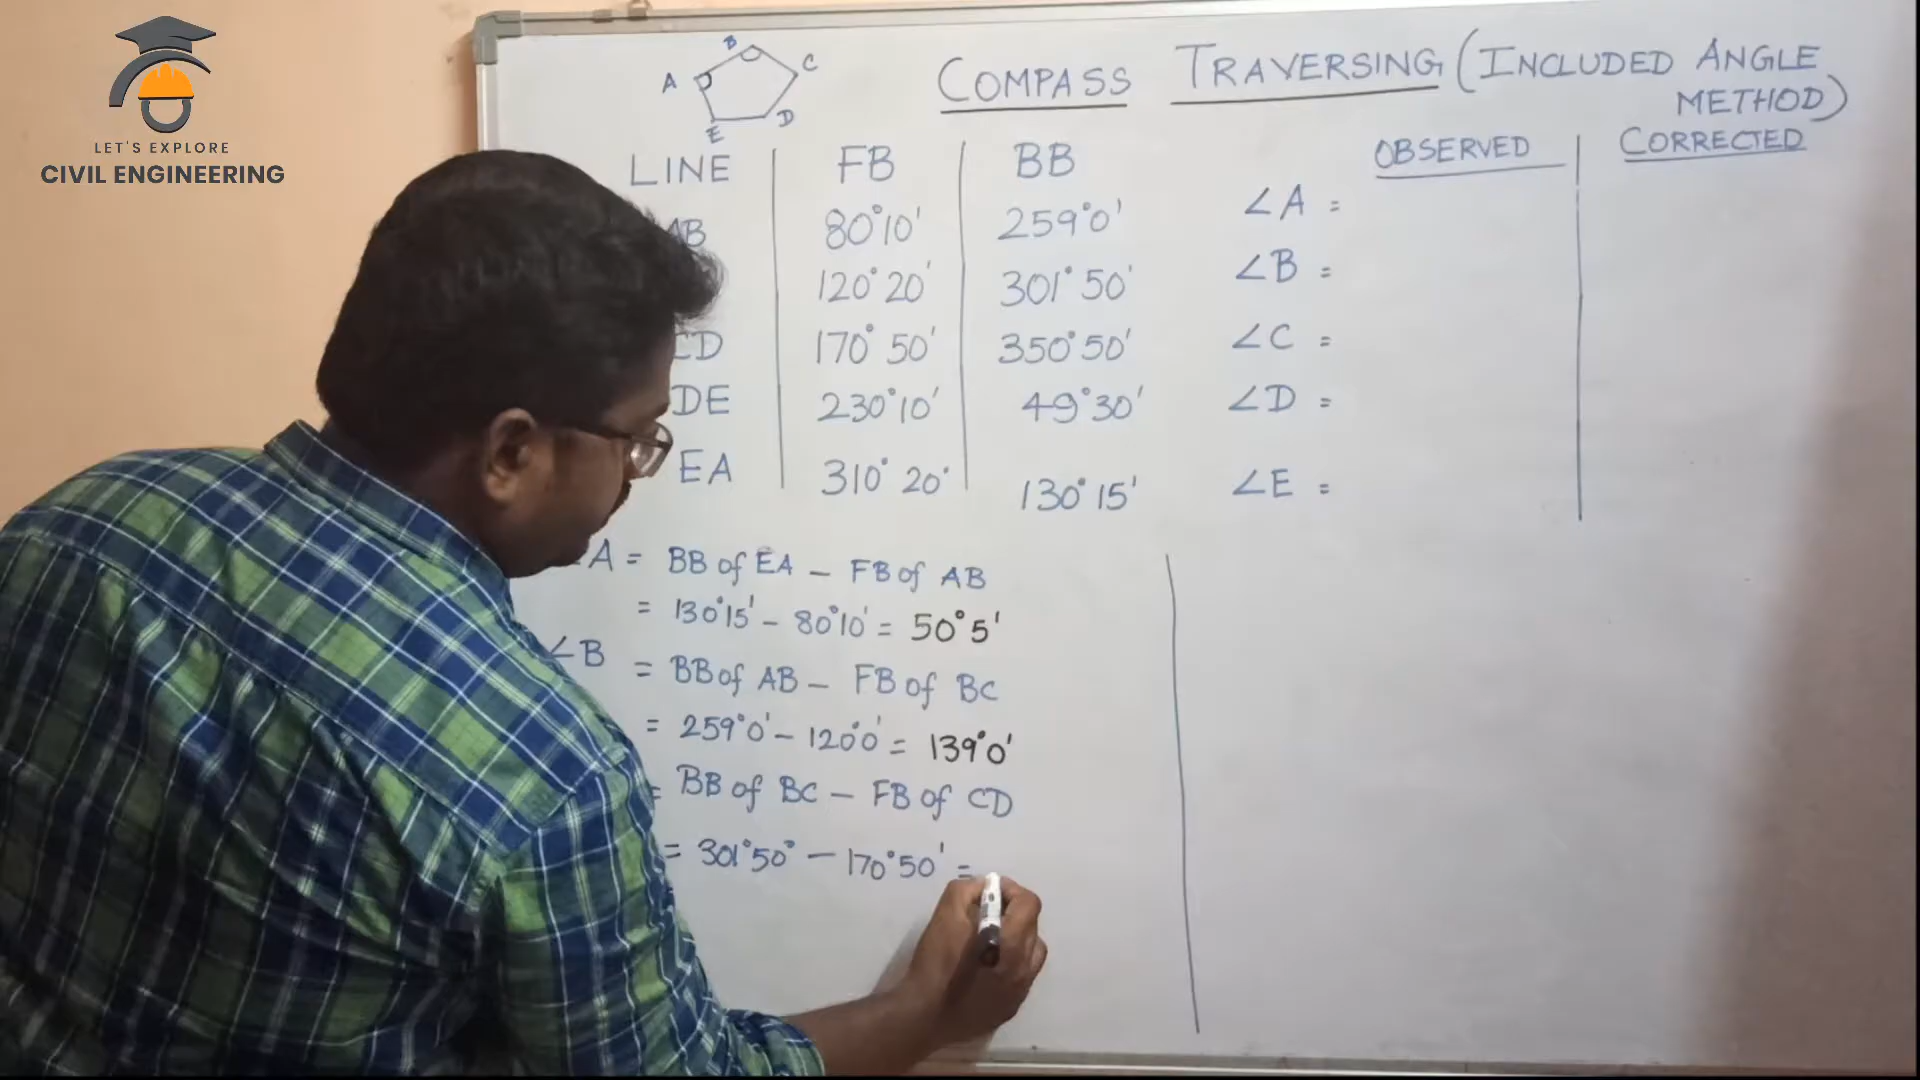 LET'S EXPLORE
CIVIL ENGINEERING
A B C D E
COMPASS TRAVERSING (INCLUDED ANGLE
METHOD)
LINE FB BB OBSERVED CORRECTED
AB 80°10' 259°0' ∠A =
120°20' 301°50' ∠B =
CD 170°50' 350°50' ∠C =
DE 230°10' 49°30' ∠D =
EA 310°20' 130°15' ∠E =
A = BB of EA - FB of AB
= 130°15' - 80°10' = 50°5'
∠B = BB of AB - FB of BC
= 259°0' - 120°0' = 139°0'
= BB of BC - FB of CD
= 301°50° - 170°50' =